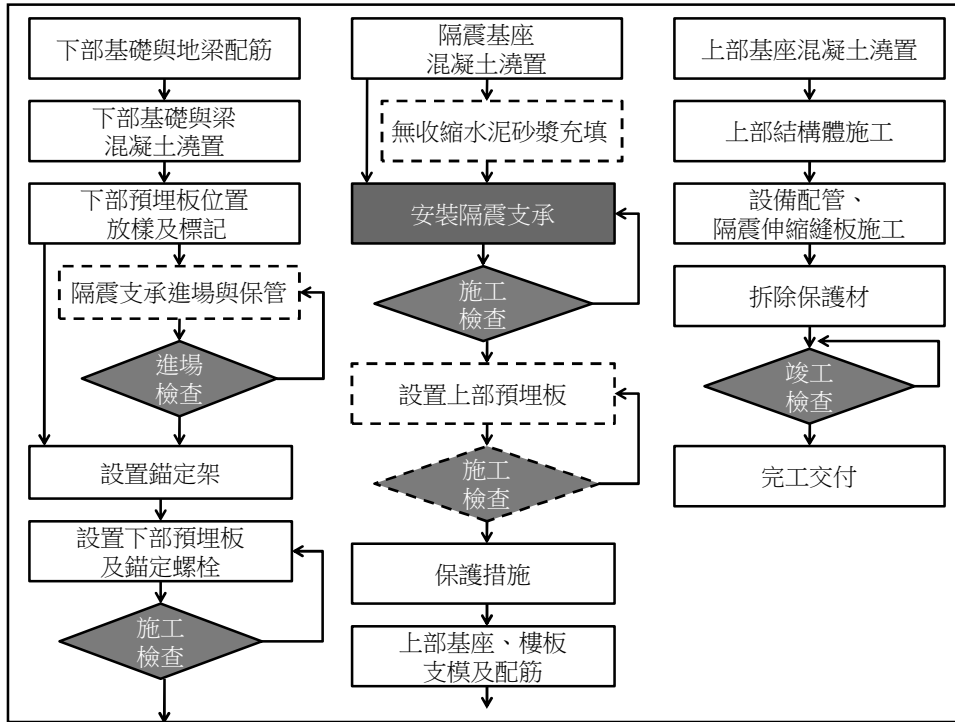 下部基礎與地梁配筋
下部基礎與梁
混凝土澆置
下部預埋板位置
放樣及標記
隔震支承進場與保管
進場
檢查
設置錨定架
設置下部預埋板
及錨定螺栓
施工
檢查
隔震基座
混凝土澆置
無收縮水泥砂漿充填
安裝隔震支承
施工
檢查
設置上部預埋板
施工
檢查
保護措施
上部基座、樓板
支模及配筋
上部基座混凝土澆置
上部結構體施工
設備配管、
隔震伸縮縫板施工
拆除保護材
竣工
檢查
完工交付